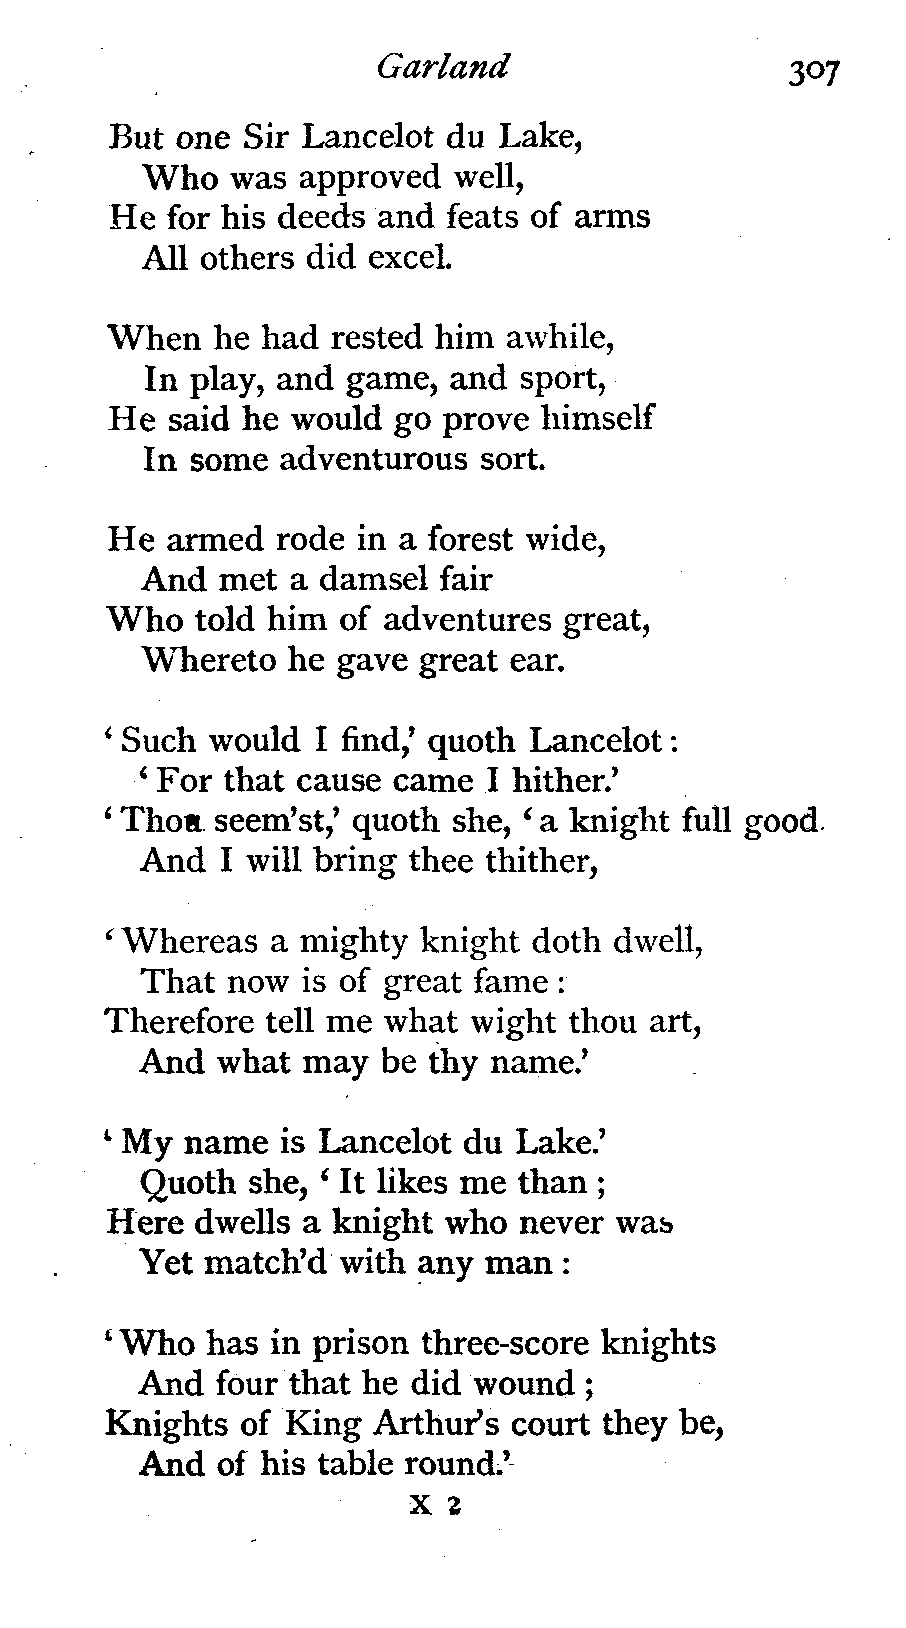 Garland 307
But one Sir Lancelot du Lake,
Who was approved well,
He for his deeds and feats of arms
All others did excel.
When he had rested him awhile,
In play, and game, and sport,
He said he would go prove himself
In some adventurous sort.
He armed rode in a forest wide,
And met a damsel fair
Who told him of adventures great,
Whereto he gave great ear.
‘ Such would I find,’ quoth Lancelot :
‘ For that cause came I hither.’
‘ Thou seem'st,’ quoth she, ‘ a knight full good.
And I will bring thee thither,
‘ Whereas a mighty knight doth dwell,
That now is of great fame :
Therefore tell me what wight thou art,
And what may be thy name.’
‘ My name is Lancelot du Lake.’
Quoth she, ‘ It likes me than ;
Here dwells a knight who never was
Yet match'd with any man :
‘ Who has in prison three-score knights
And four that he did wound ;
Knights of King Arthur's court they be,
And of his table round.’
X 2